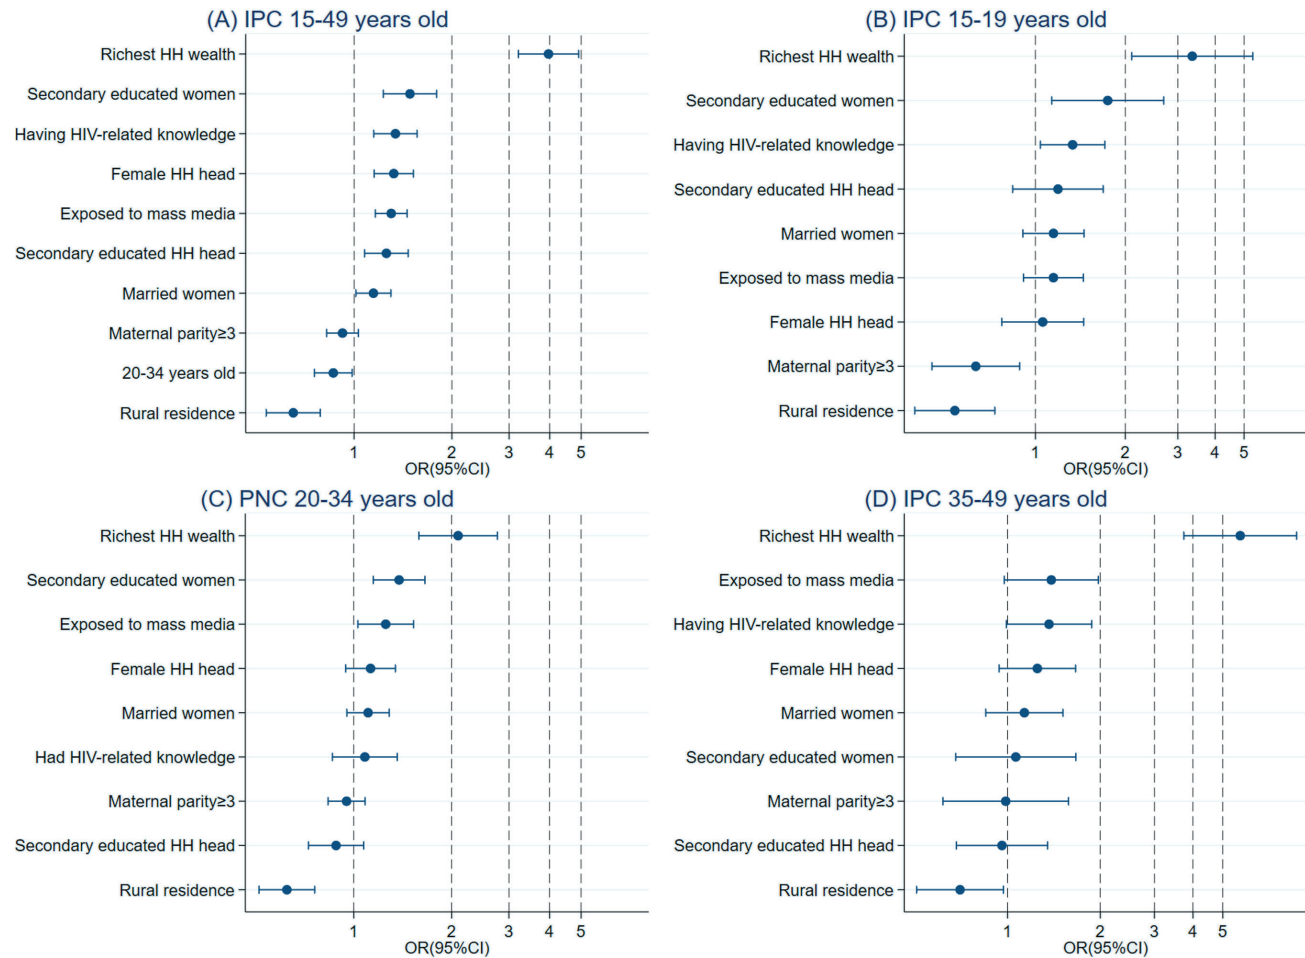 (A) IPC 15-49 years old
Richest HH wealth
Secondary educated women
Having HIV-related knowledge
Female HH head
Exposed to mass media
Secondary educated HH head
Married women
Maternal parity≥3
20-34 years old
Rural residence
1 2 3 4 5
OR(95%CI)
(B) IPC 15-19 years old
Richest HH wealth
Secondary educated women
Having HIV-related knowledge
Secondary educated HH head
Married women
Exposed to mass media
Female HH head
Maternal parity≥3
Rural residence
1 2 3 4 5
OR(95%CI)
(C) PNC 20-34 years old
Richest HH wealth
Secondary educated women
Exposed to mass media
Female HH head
Married women
Had HIV-related knowledge
Maternal parity≥3
Secondary educated HH head
Rural residence
1 2 3 4 5
OR(95%CI)
(D) IPC 35-49 years old
Richest HH wealth
Exposed to mass media
Having HIV-related knowledge
Female HH head
Married women
Secondary educated women
Maternal parity≥3
Secondary educated HH head
Rural residence
1 2 3 4 5
OR(95%CI)